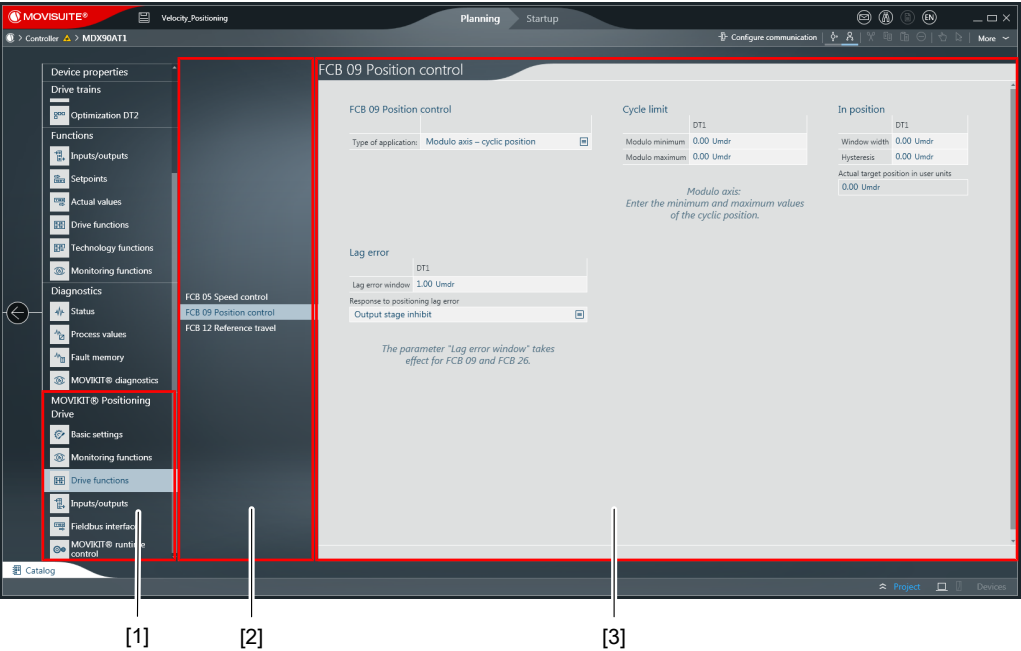 MOVISUITE®
Velocity_Positioning
Planning
Startup
EN
> Controller > MDX90AT1
Configure communication
More
Device properties
Drive trains
Optimization DT2
Functions
Inputs/outputs
Setpoints
Actual values
Drive functions
Technology functions
Monitoring functions
Diagnostics
Status
Process values
Fault memory
MOVIKIT® diagnostics
MOVIKIT® Positioning
Drive
Basic settings
Monitoring functions
Drive functions
Inputs/outputs
Fieldbus interface
MOVIKIT® runtime
control
FCB 05 Speed control
FCB 09 Position control
FCB 12 Reference travel
FCB 09 Position control
FCB 09 Position control
Type of application: Modulo axis – cyclic position
Cycle limit
DT1
Modulo minimum 0.00 Umdr
Modulo maximum 0.00 Umdr
Modulo axis:
Enter the minimum and maximum values
of the cyclic position.
In position
DT1
Window width 0.00 Umdr
Hysteresis 0.00 Umdr
Actual target position in user units
0.00 Umdr
Lag error
DT1
Lag error window 1.00 Umdr
Response to positioning lag error
Output stage inhibit
The parameter "Lag error window" takes
effect for FCB 09 and FCB 26.
Catalog
Project
Devices
[1]
[2]
[3]